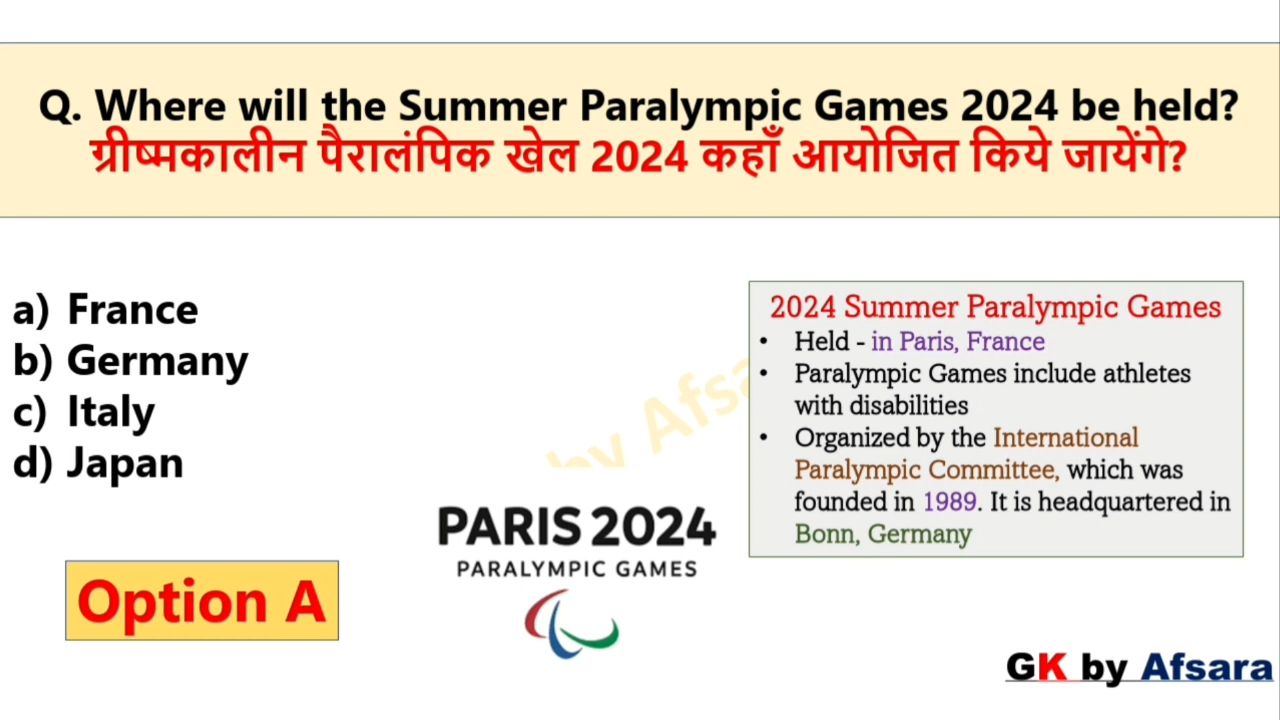 Q. Where will the Summer Paralympic Games 2024 be held?
ग्रीष्मकालीन पैरालंपिक खेल 2024 कहाँ आयोजित किये जायेंगे?
a) France
b) Germany
c) Italy
d) Japan
Option A
by Afsa
PARIS 2024
PARALYMPIC GAMES
2024 Summer Paralympic Games
• Held - in Paris, France
• Paralympic Games include athletes
with disabilities
• Organized by the International
Paralympic Committee, which was
founded in 1989. It is headquartered in
Bonn, Germany
GK by Afsara